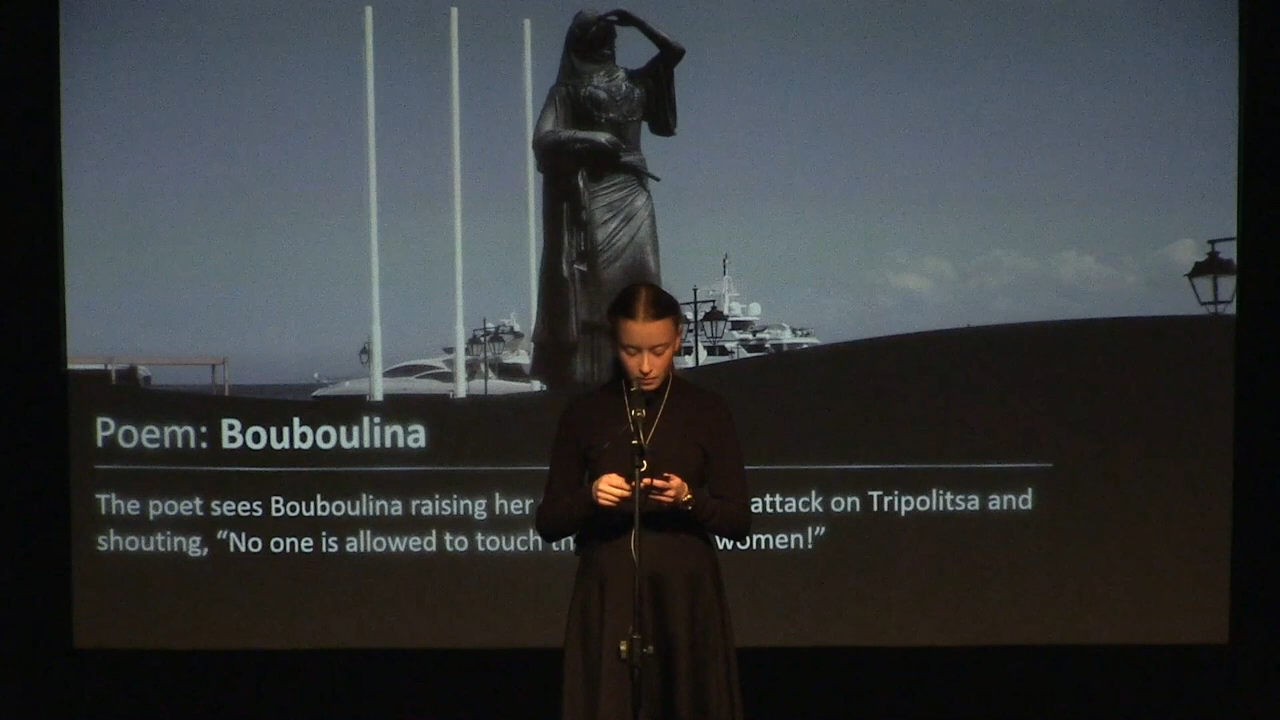 Poem: Bouboulina
The poet sees Bouboulina raising her attack on Tripolitsa and
shouting, “No one is allowed to touch women!”